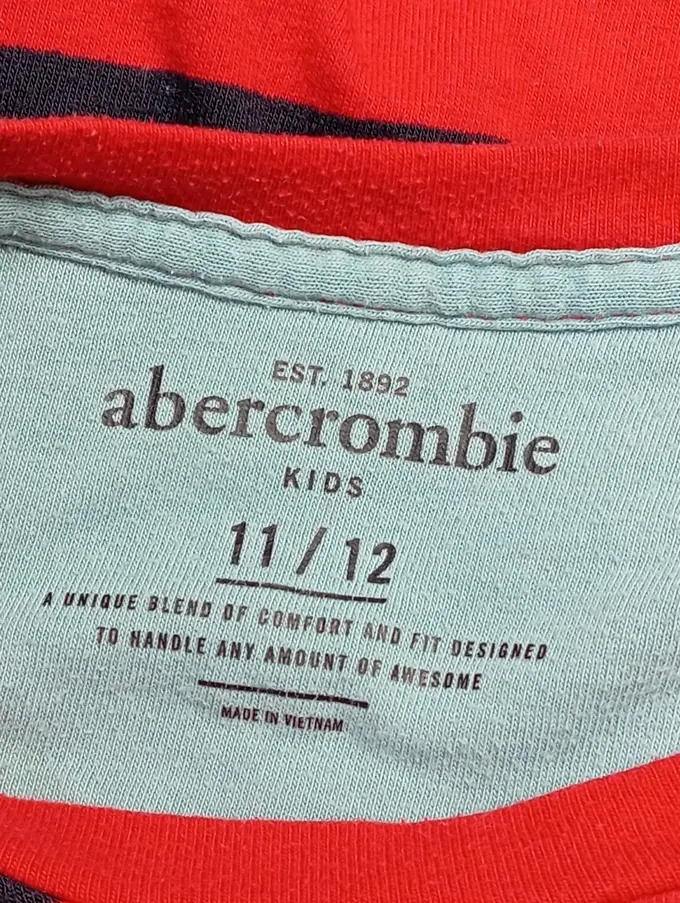 EST. 1892
abercrombie
KIDS
11 / 12
A UNIQUE BLEND OF COMFORT AND FIT DESIGNED
TO HANDLE ANY AMOUNT OF AWESOME
MADE IN VIETNAM